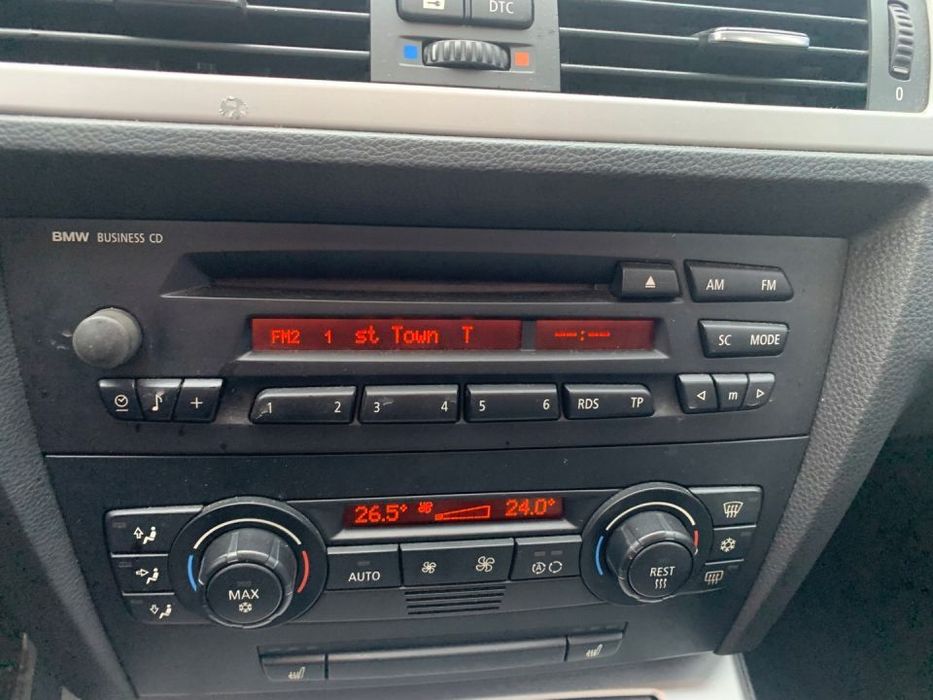 DTC
0
BMW BUSINESS CD
AM FM
FM2 1 st Town T --:--
SC MODE
1 2 3 4 5 6 RDS TP m
26.5° 24.0°
AUTO
A
MAX
REST